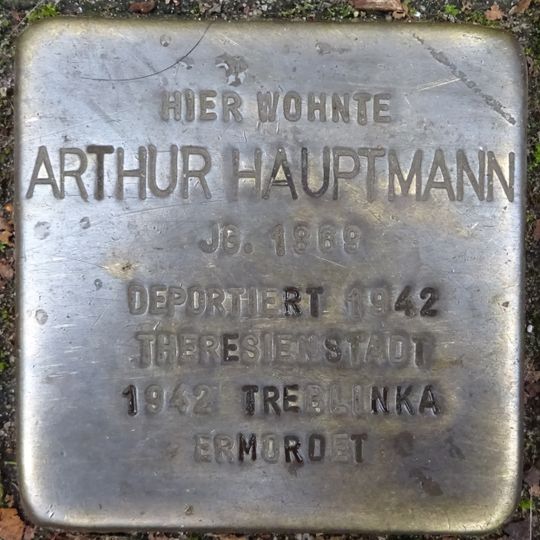 HIER WOHNTE
ARTHUR HAUPTMANN
JG. 1869
DEPORTIERT 1942
THERESIENSTADT
1942 TREBLINKA
ERMORDET